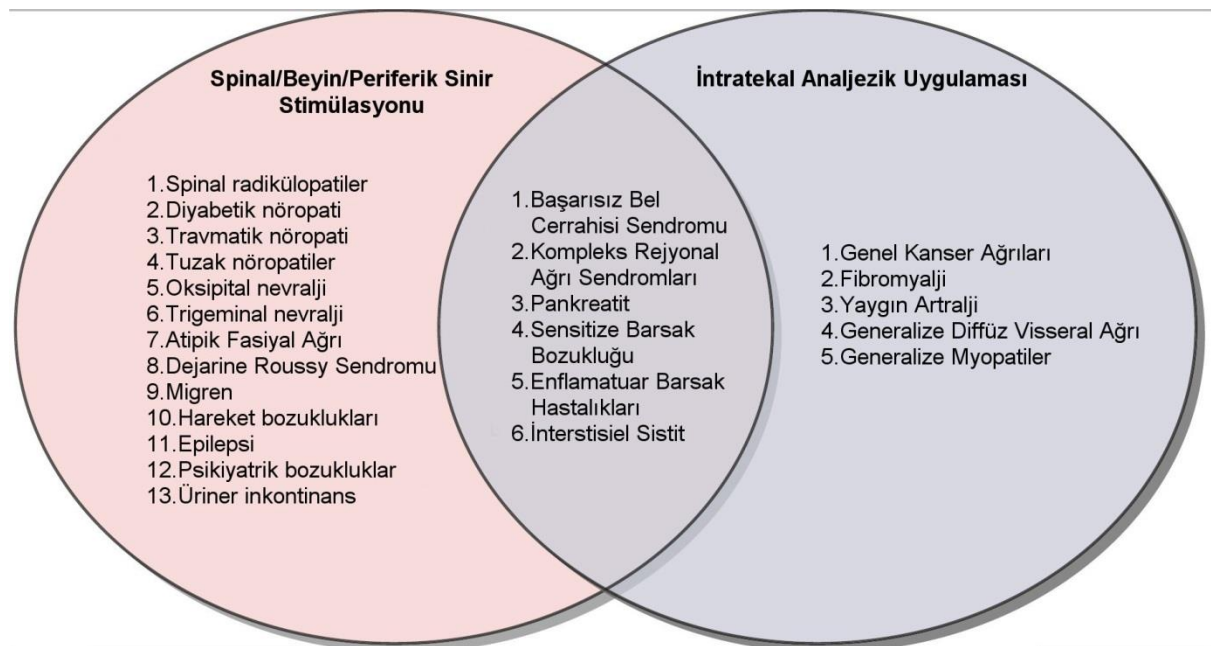 Spinal/Beyin/Periferik Sinir
Stimülasyonu
1.Spinal radikülopatiler
2.Diyabetik nöropati
3.Travmatik nöropati
4.Tuzak nöropatiler
5.Oksipital nevralji
6.Trigeminal nevralji
7.Atipik Fasiyal Ağrı
8.Dejarine Roussy Sendromu
9.Migren
10.Hareket bozuklukları
11.Epilepsi
12.Psikiyatrik bozukluklar
13.Üriner inkontinans
1.Başarısız Bel
Cerrahisi Sendromu
2.Kompleks Rejyonal
Ağrı Sendromları
3.Pankreatit
4.Sensitize Barsak
Bozukluğu
5.Enflamatuar Barsak
Hastalıkları
6.İnterstisiel Sistit
İntratekal Analjezik Uygulaması
1.Genel Kanser Ağrıları
2.Fibromyalji
3.Yaygın Artralji
4.Generalize Diffüz Visseral Ağrı
5.Generalize Myopatiler